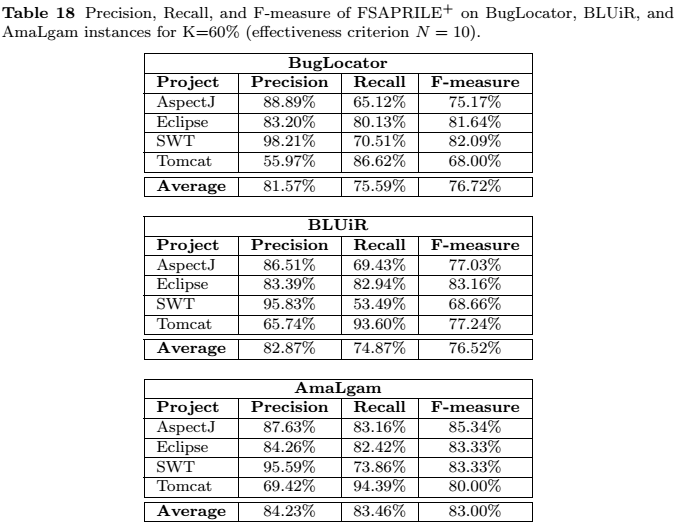 Table 18 Precision, Recall, and F-measure of FSAPRILE+ on BugLocator, BLUiR, and
AmaLgam instances for K=60% (effectiveness criterion N = 10).
BugLocator
Project Precision Recall F-measure
AspectJ 88.89% 65.12% 75.17%
Eclipse 83.20% 80.13% 81.64%
SWT 98.21% 70.51% 82.09%
Tomcat 55.97% 86.62% 68.00%
Average 81.57% 75.59% 76.72%
BLUiR
Project Precision Recall F-measure
AspectJ 86.51% 69.43% 77.03%
Eclipse 83.39% 82.94% 83.16%
SWT 95.83% 53.49% 68.66%
Tomcat 65.74% 93.60% 77.24%
Average 82.87% 74.87% 76.52%
AmaLgam
Project Precision Recall F-measure
AspectJ 87.63% 83.16% 85.34%
Eclipse 84.26% 82.42% 83.33%
SWT 95.59% 73.86% 83.33%
Tomcat 69.42% 94.39% 80.00%
Average 84.23% 83.46% 83.00%